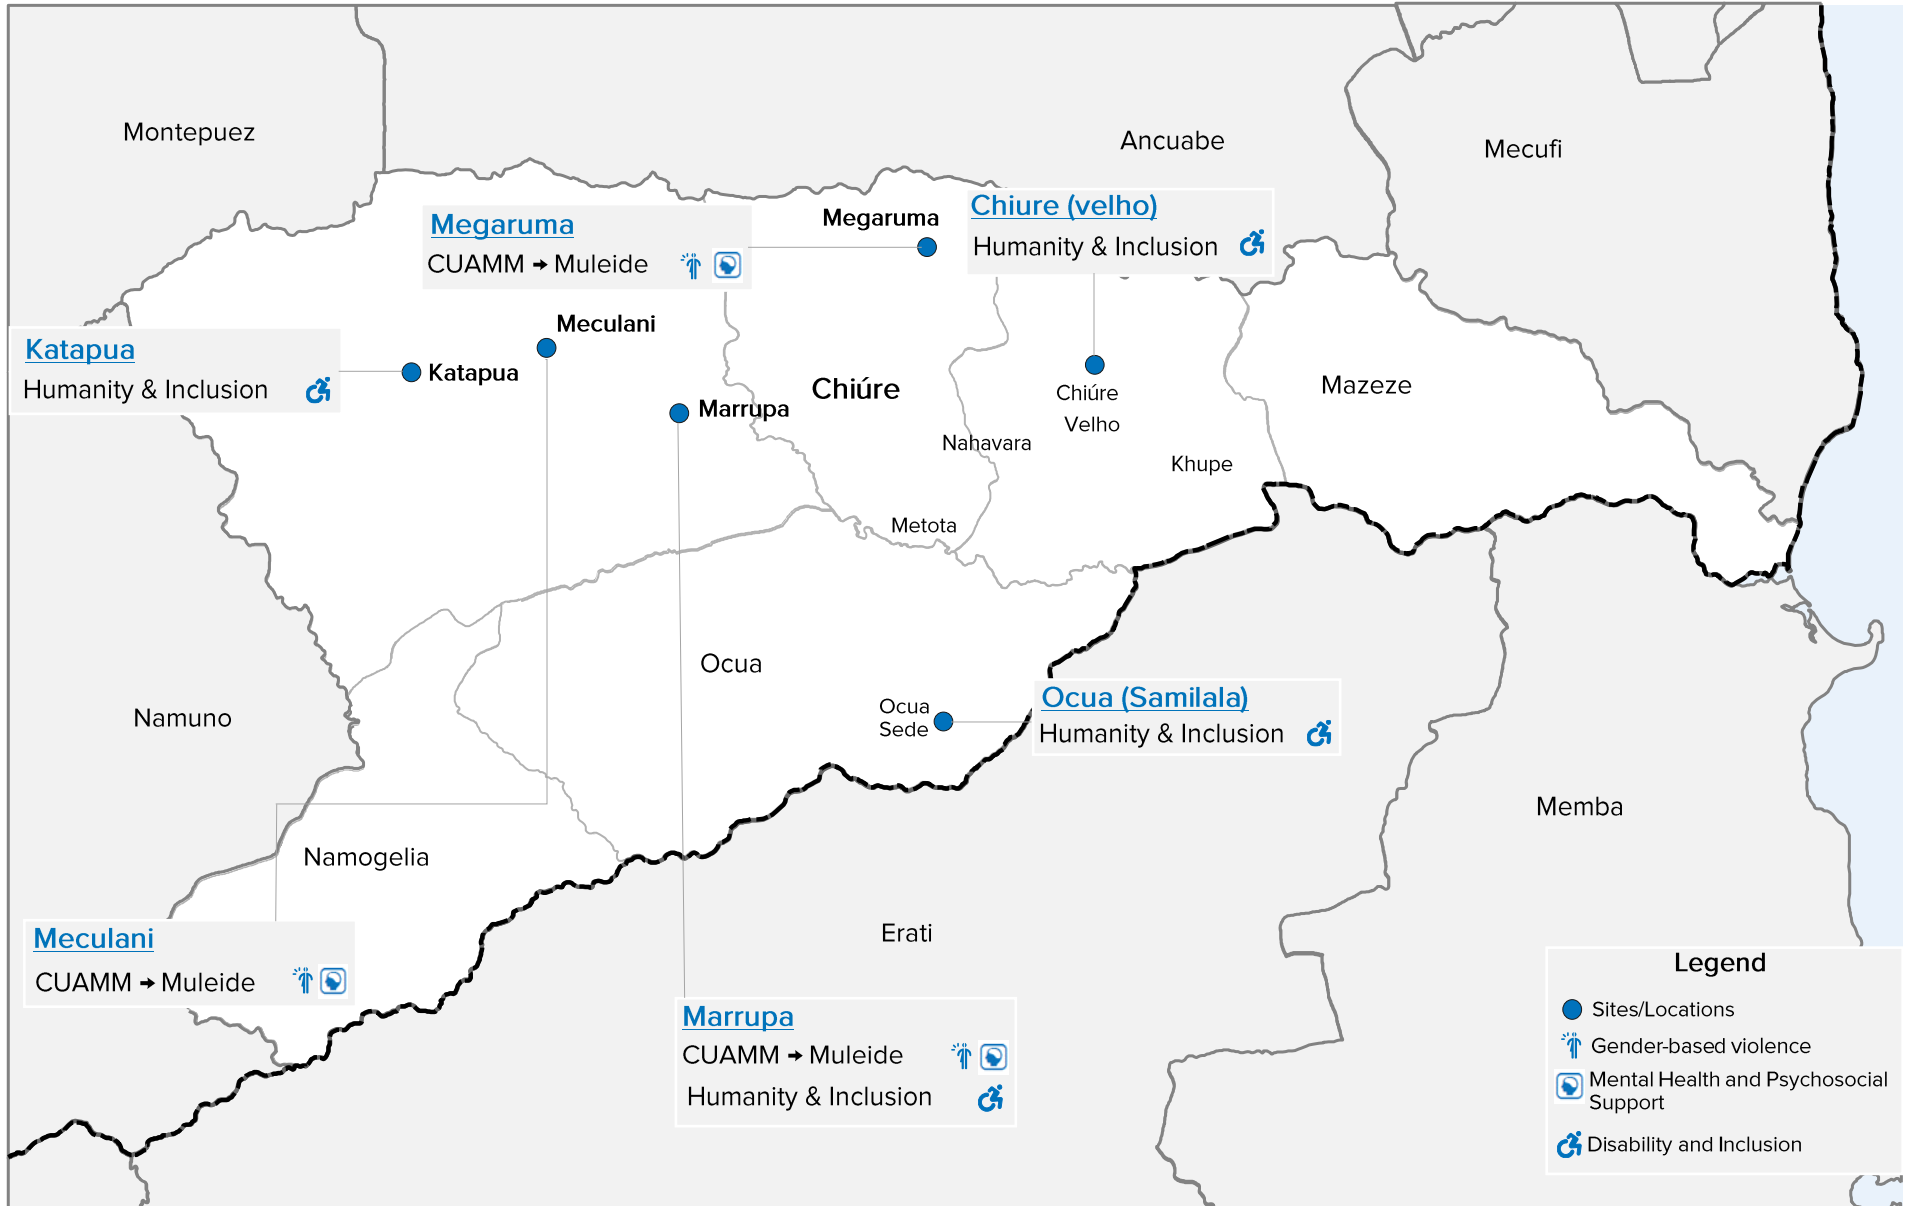 Montepuez
Ancuabe
Mecufi
Megaruma
CUAMM → Muleide
Megaruma
Chiure (velho)
Humanity & Inclusion
Katapua
Humanity & Inclusion
Katapua
Meculani
Marrupa
Chiúre
Chiúre
Velho
Mazeze
Nahavara
Khupe
Metota
Ocua
Ocua
Sede
Ocua (Samilala)
Humanity & Inclusion
Namuno
Namogelia
Memba
Erati
Meculani
CUAMM → Muleide
Marrupa
CUAMM → Muleide
Humanity & Inclusion
Legend
Sites/Locations
Gender-based violence
Mental Health and Psychosocial
Support
Disability and Inclusion